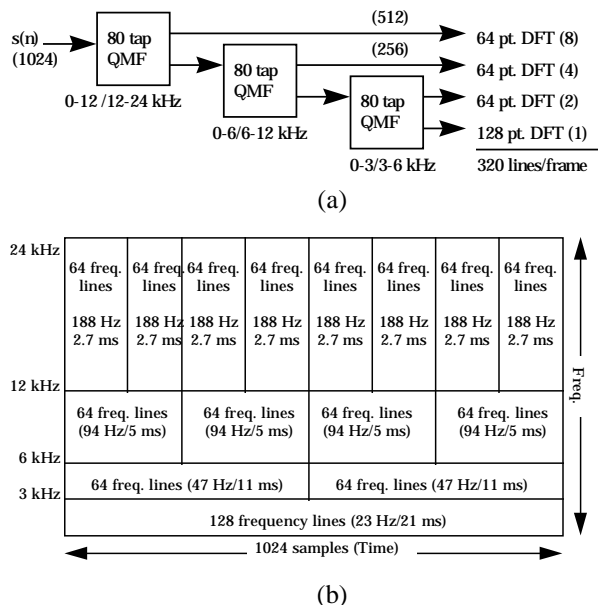 s(n)
(1024)
80 tap
QMF
0-12 /12-24 kHz
(512)
64 pt. DFT (8)
80 tap
QMF
0-6/6-12 kHz
(256)
64 pt. DFT (4)
80 tap
QMF
0-3/3-6 kHz
64 pt. DFT (2)
128 pt. DFT (1)
320 lines/frame
(a)
24 kHz
64 freq. 64 freq. 64 freq. 64 freq. 64 freq. 64 freq. 64 freq. 64 freq.
lines lines lines lines lines lines lines lines
188 Hz 188 Hz 188 Hz 188 Hz 188 Hz 188 Hz 188 Hz 188 Hz
2.7 ms 2.7 ms 2.7 ms 2.7 ms 2.7 ms 2.7 ms 2.7 ms 2.7 ms
12 kHz
64 freq. lines 64 freq. lines 64 freq. lines 64 freq. lines
(94 Hz/5 ms) (94 Hz/5 ms) (94 Hz/5 ms) (94 Hz/5 ms)
6 kHz
64 freq. lines (47 Hz/11 ms) 64 freq. lines (47 Hz/11 ms)
3 kHz
128 frequency lines (23 Hz/21 ms)
Freq.
1024 samples (Time)
(b)